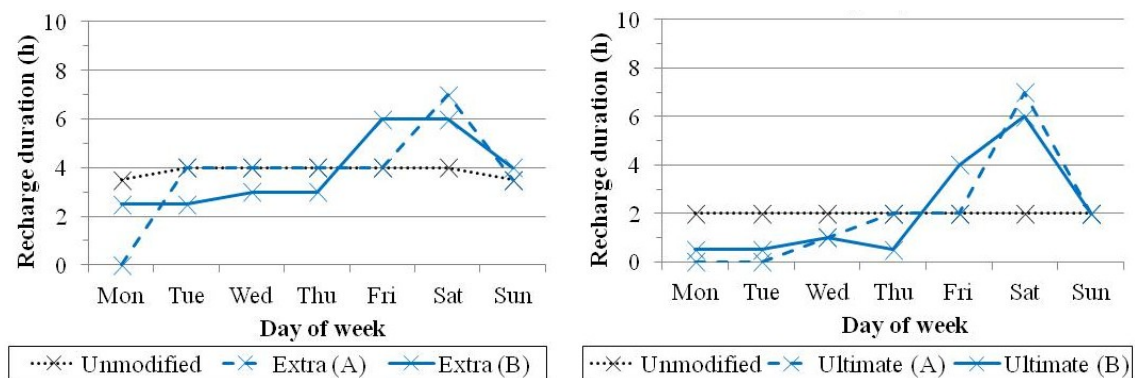 Recharge duration (h)
10
8
6
4
2
0
Mon Tue Wed Thu Fri Sat Sun
Day of week
Unmodified Extra (A) Extra (B)
Recharge duration (h)
10
8
6
4
2
0
Mon Tue Wed Thu Fri Sat Sun
Day of week
Unmodified Ultimate (A) Ultimate (B)